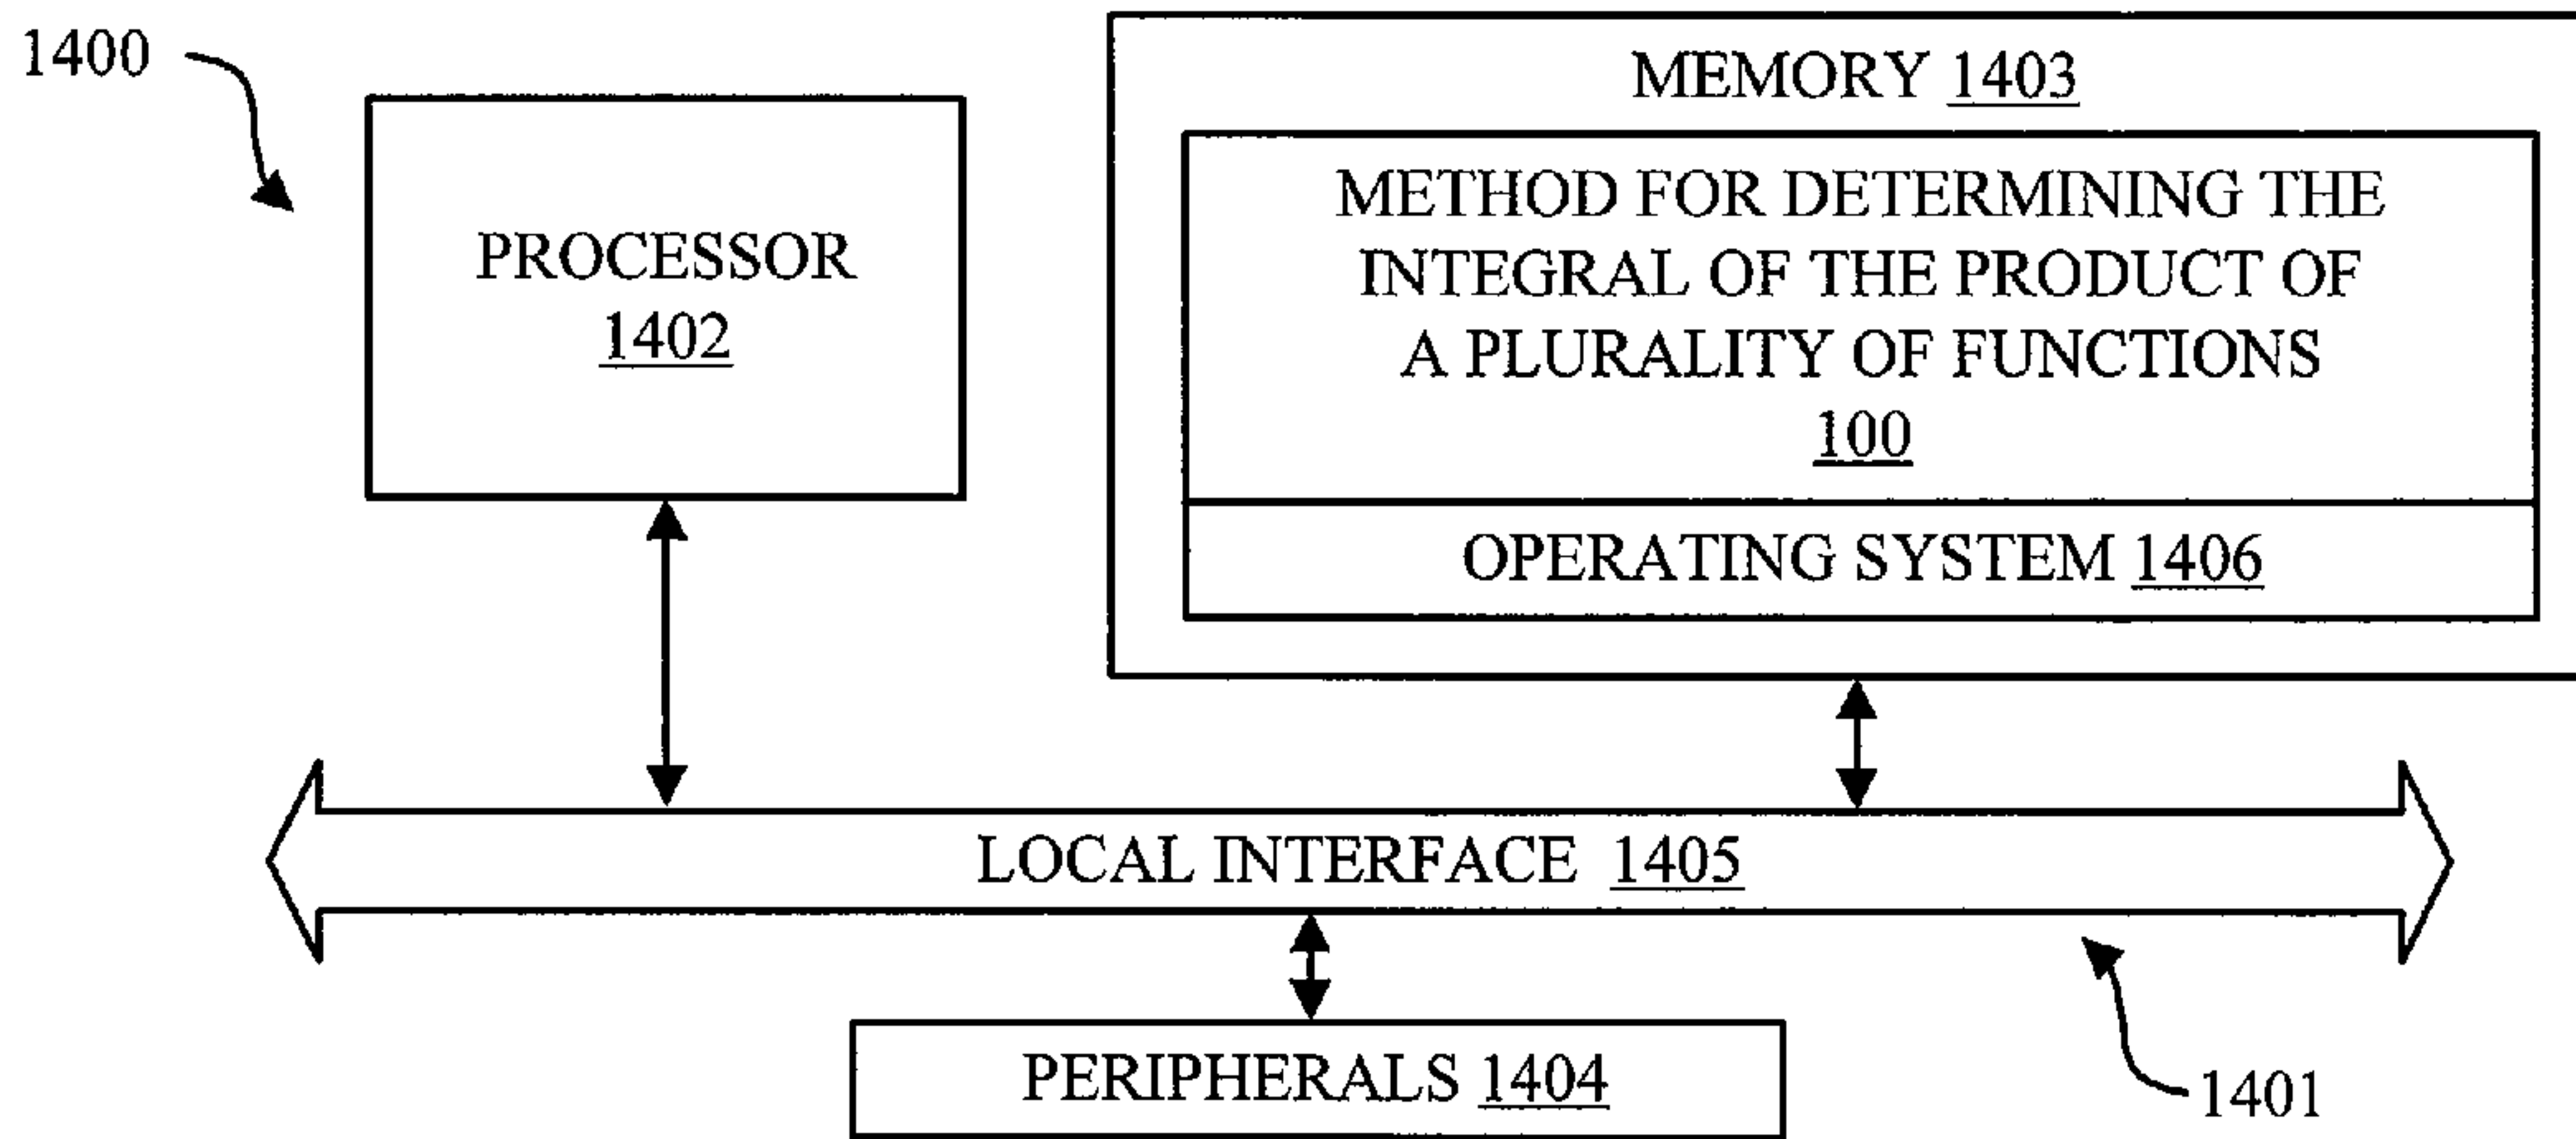 1400
MEMORY 1403
METHOD FOR DETERMINING THE
INTEGRAL OF THE PRODUCT OF
A PLURALITY OF FUNCTIONS
100
PROCESSOR
1402
OPERATING SYSTEM 1406
LOCAL INTERFACE 1405
PERIPHERALS 1404
1401